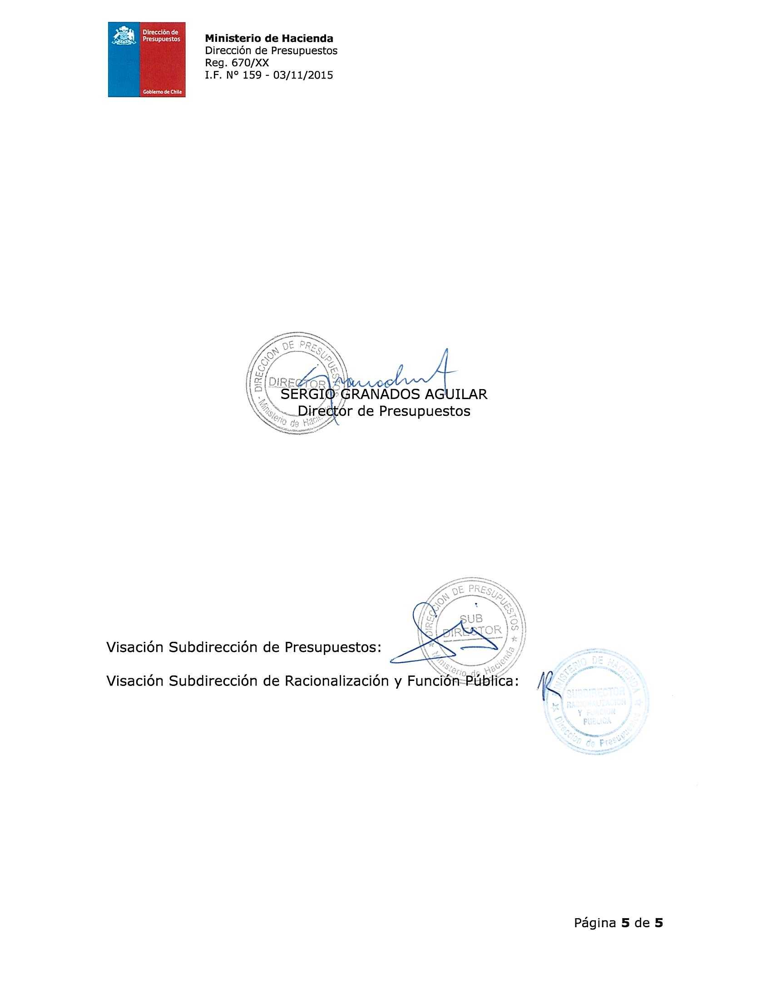 Dirección de
Presupuestos
Gobierno de Chile
Ministerio de Hacienda
Dirección de Presupuestos
Reg. 670/XX
I.F. N° 159 - 03/11/2015
DIRECCION DE PRESUPUESTOS
DIRECTOR
- Ministerio de Hacienda
SERGIO GRANADOS AGUILAR
Director de Presupuestos
DIRECCION DE PRESUPUESTOS
SUB
DIRECTOR
Ministerio de Hacienda
Visación Subdirección de Presupuestos:
Visación Subdirección de Racionalización y Función Pública:
MINISTERIO DE HACIENDA
SUBDIRECTOR
RACIONALIZACION
Y FUNCION
PUBLICA
Dirección de Presupuestos
Página 5 de 5